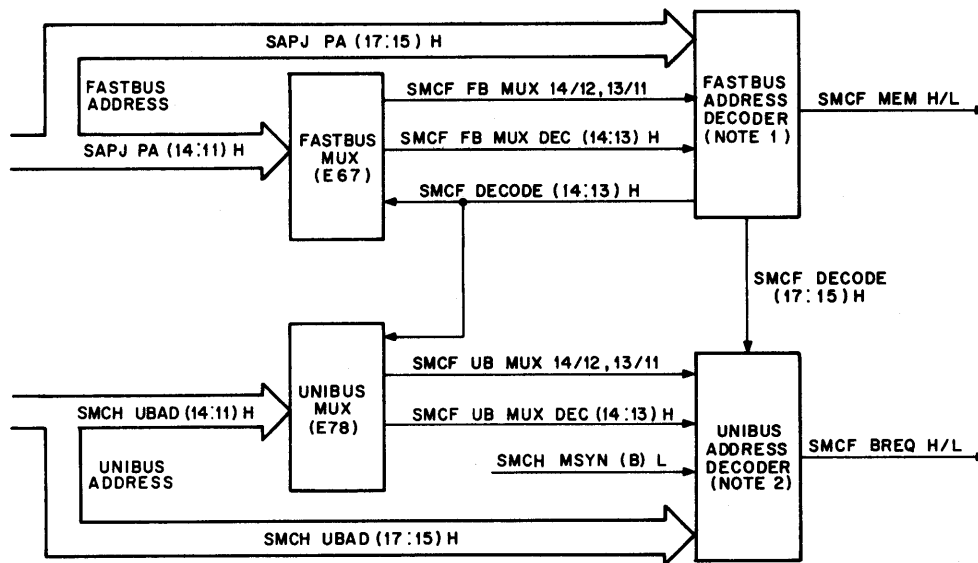 SAPJ PA (17:15) H
FASTBUS
ADDRESS
SAPJ PA (14:11) H
FASTBUS
MUX
(E67)
SMCF FB MUX 14/12, 13/11
SMCF FB MUX DEC (14:13) H
SMCF DECODE (14:13) H
FASTBUS
ADDRESS
DECODER
(NOTE 1)
SMCF MEM H/L
SMCF DECODE
(17:15) H
SMCH UBAD (14:11) H
UNIBUS
ADDRESS
UNIBUS
MUX
(E78)
SMCF UB MUX 14/12, 13/11
SMCF UB MUX DEC (14:13) H
SMCH MSYN (B) L
UNIBUS
ADDRESS
DECODER
(NOTE 2)
SMCF BREQ H/L
SMCH UBAD (17:15) H